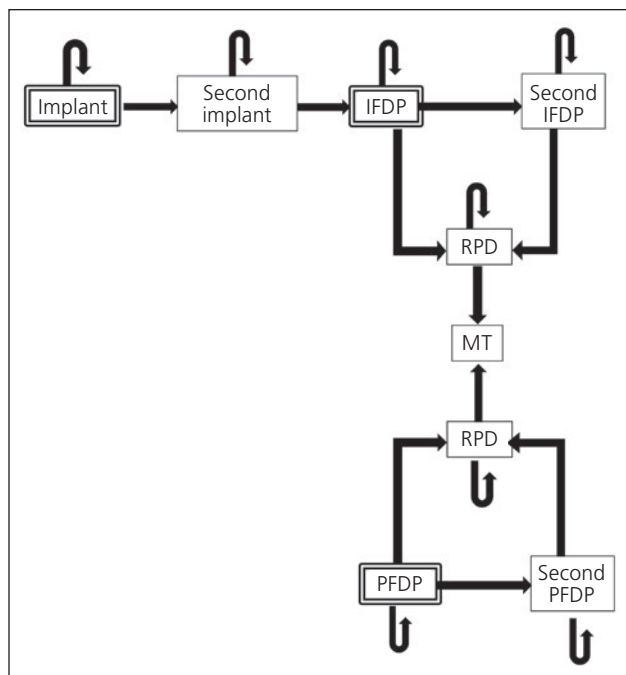 Implant
Second
implant
IFDP
Second
IFDP
RPD
MT
RPD
PFDP
Second
PFDP